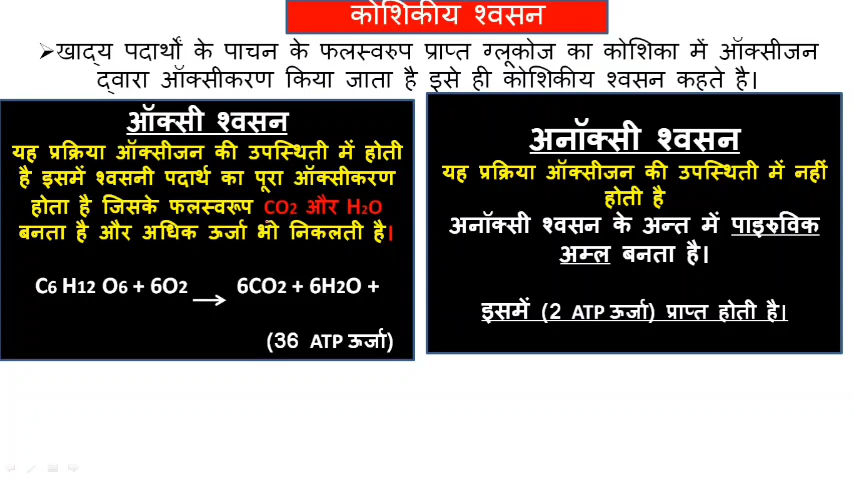 कोशिकीय श्वसन
➢खाद्य पदार्थों के पाचन के फलस्वरुप प्राप्त ग्लूकोज का कोशिका में ऑक्सीजन
द्वारा ऑक्सीकरण किया जाता है इसे ही कोशिकीय श्वसन कहते है।
ऑक्सी श्वसन
यह प्रक्रिया ऑक्सीजन की उपस्थिती में होती
है इसमें श्वसनी पदार्थ का पूरा ऑक्सीकरण
होता है जिसके फलस्वरूप CO2 और H2O
बनता है और अधिक ऊर्जा भी निकलती है।
C6 H12 O6 + 6O2 → 6CO2 + 6H2O +
(36 ATP ऊर्जा)
अनॉक्सी श्वसन
यह प्रक्रिया ऑक्सीजन की उपस्थिती में नहीं
होती है
अनॉक्सी श्वसन के अन्त में पाइरुविक
अम्ल बनता है।
इसमें (2 ATP ऊर्जा) प्राप्त होती है।